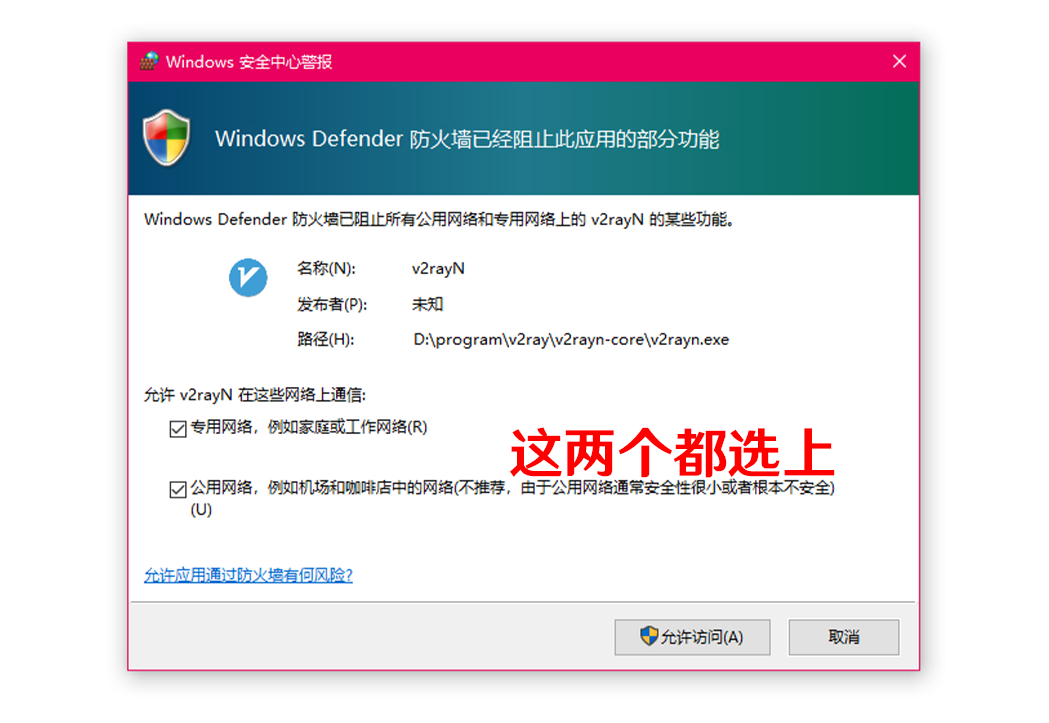 Windows 安全中心警报
Windows Defender 防火墙已经阻止此应用的部分功能
Windows Defender 防火墙已阻止所有公用网络和专用网络上的 v2rayN 的某些功能。
名称(N): v2rayN
发布者(P): 未知
路径(H): D:\program\v2ray\v2rayn-core\v2rayn.exe
允许 v2rayN 在这些网络上通信:
专用网络，例如家庭或工作网络(R)
这两个都选上
公用网络，例如机场和咖啡店中的网络(不推荐，由于公用网络通常安全性很小或者根本不安全)
(U)
允许应用通过防火墙有何风险?
允许访问(A) 取消